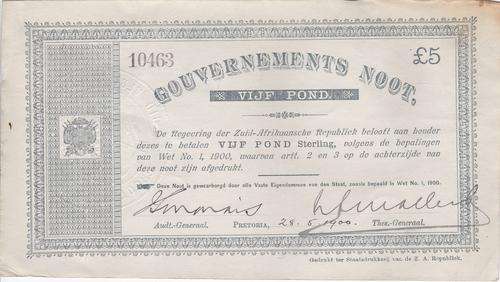 10463
£5
GOUVERNEMENTS NOOT.
VIJF POND.
De Regeering der Zuid-Afrikaansche Republiek belooft aan houder
dezes te betalen VIJF POND Sterling, volgens de bepalingen
van Wet No. 1, 1900, waarvan artt. 2 en 3 op de achterzijde van
deze noot zijn afgedrukt.
Deze Noot is gewaarborgd door alle Vaste Eigendommen van den Staat, zooals bepaald in Wet No. 1, 1900.
28.5.1900.
Audt.-Generaal. PRETORIA, Thes.-Generaal.
Gedrukt ter Staatsdrukkerij van de Z. A. Republiek.